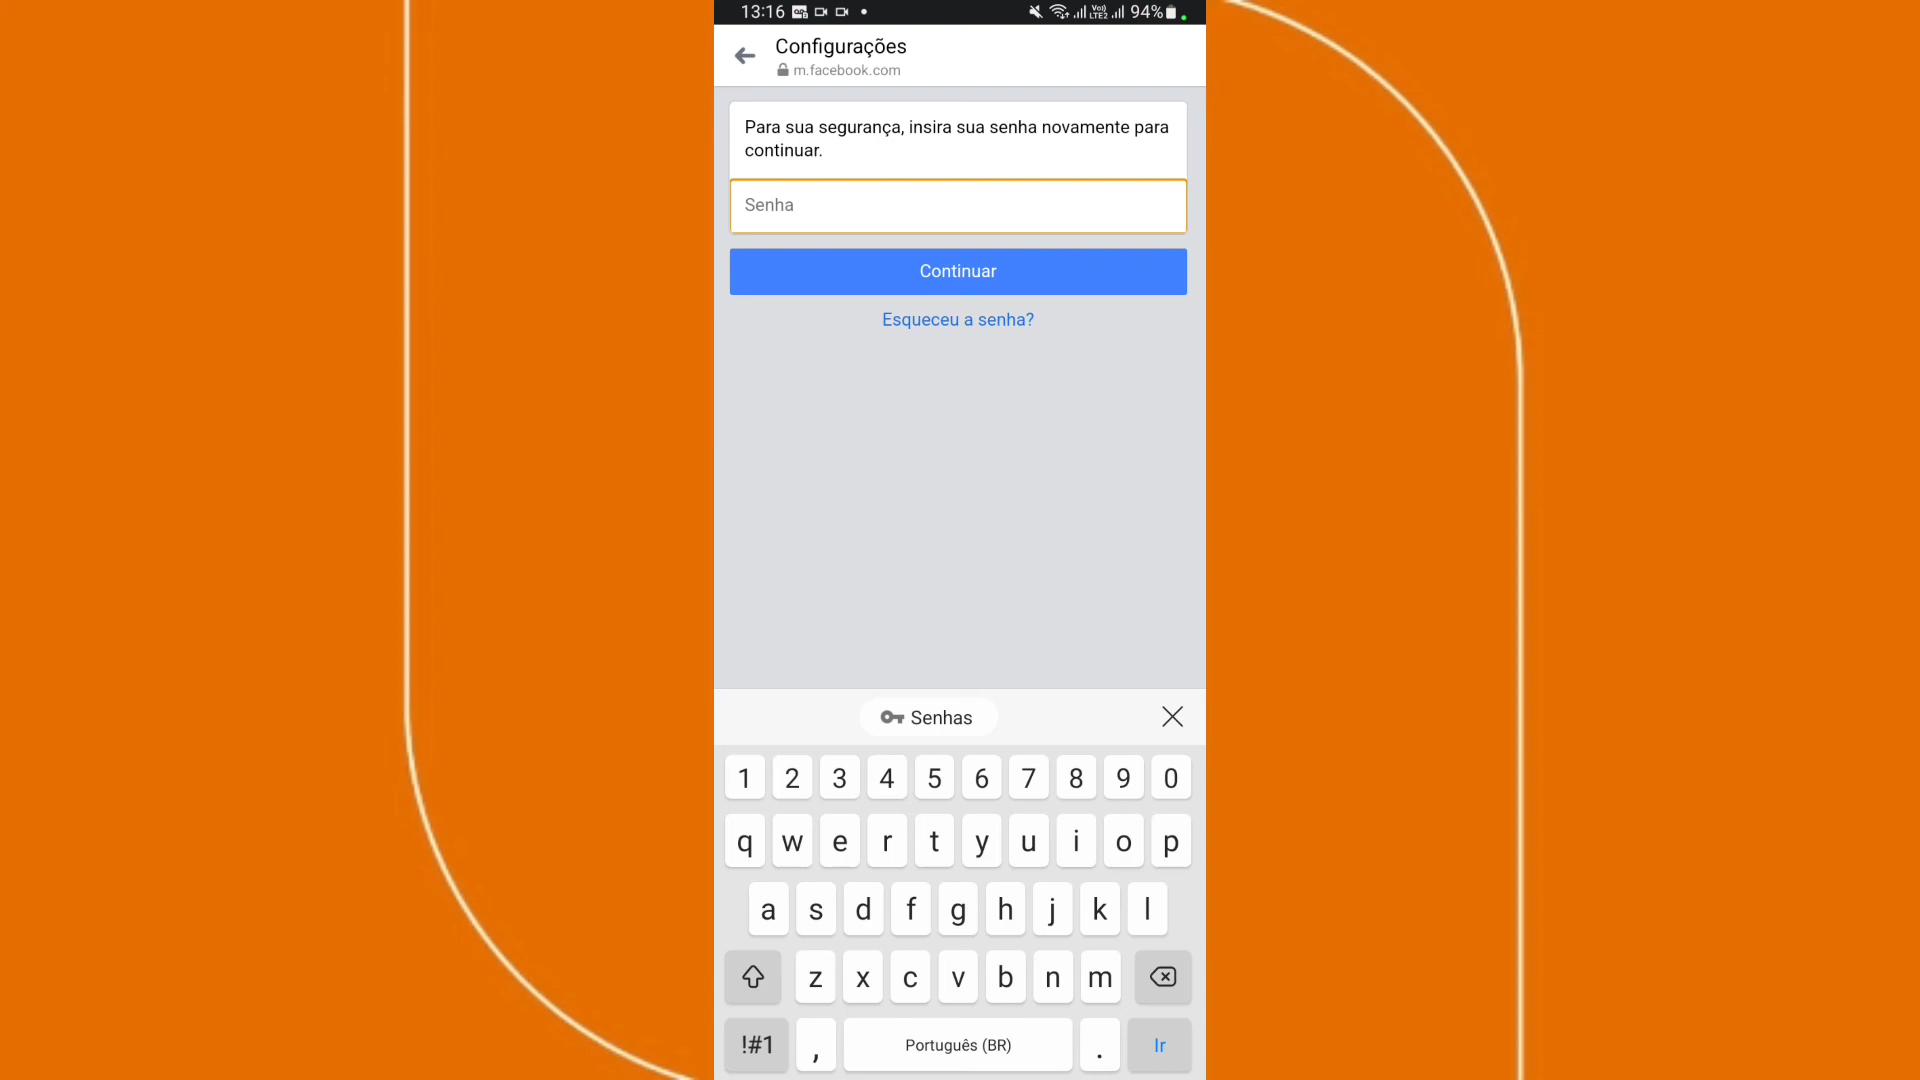 13:16 94%
Configurações
m.facebook.com
Para sua segurança, insira sua senha novamente para
continuar.
Senha
Continuar
Esqueceu a senha?
Senhas
1 2 3 4 5 6 7 8 9 0
q w e r t y u i o p
a s d f g h j k l
z x c v b n m
!#1 , Português (BR) . Ir